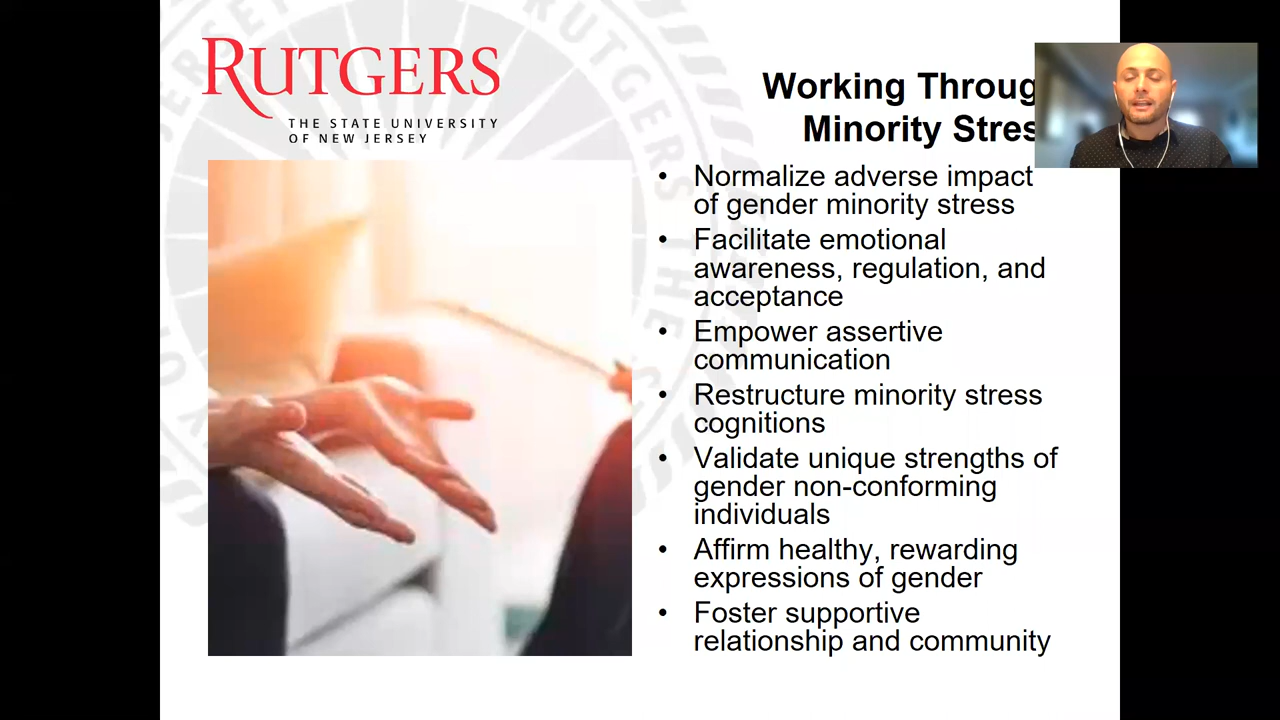 RUTGERS
THE STATE UNIVERSITY
OF NEW JERSEY
Working Throug
Minority Stres
• Normalize adverse impact
of gender minority stress
• Facilitate emotional
awareness, regulation, and
acceptance
• Empower assertive
communication
• Restructure minority stress
cognitions
• Validate unique strengths of
gender non-conforming
individuals
• Affirm healthy, rewarding
expressions of gender
• Foster supportive
relationship and community